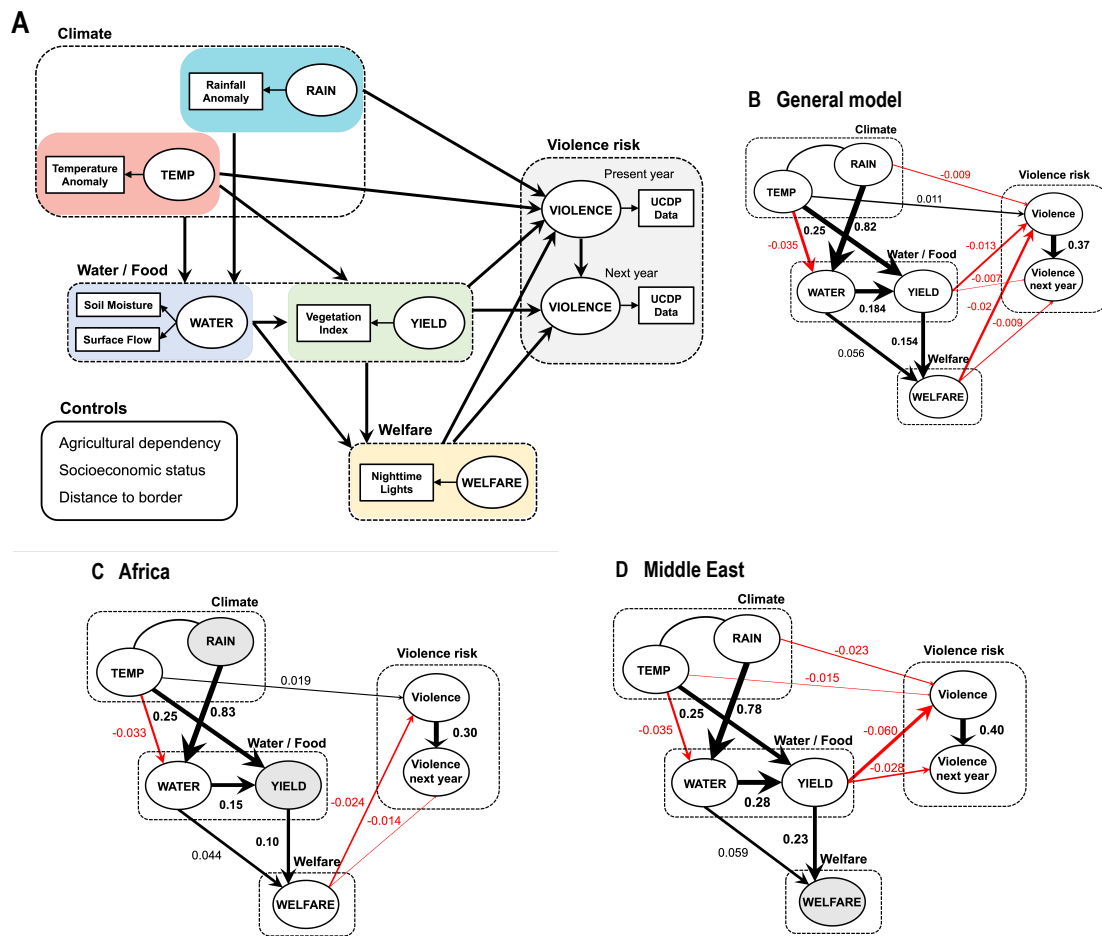 A
Climate
Rainfall
Anomaly
RAIN
Temperature
Anomaly
TEMP
Violence risk
Present year
VIOLENCE
UCDP
Data
Next year
VIOLENCE
UCDP
Data
Water / Food
Soil Moisture
Surface Flow
WATER
Vegetation
Index
YIELD
Controls
Agricultural dependency
Socioeconomic status
Distance to border
Welfare
Nighttime
Lights
WELFARE
B General model
Climate
RAIN
TEMP
-0.009
Violence risk
0.011
Violence
0.25
0.82
-0.035
-0.013
0.37
Water / Food
Violence
next year
WATER
YIELD
-0.007
0.184
-0.02
-0.009
0.154
0.056
Welfare
WELFARE
C Africa
Climate
RAIN
TEMP
Violence risk
0.019
Violence
0.25
0.83
-0.033
0.30
Water / Food
Violence
next year
WATER
YIELD
0.15
-0.024
-0.014
0.10
0.044
Welfare
WELFARE
D Middle East
Climate
RAIN
TEMP
-0.023
Violence risk
-0.015
Violence
0.25
0.78
-0.035
-0.060
0.40
Water / Food
Violence
next year
WATER
YIELD
-0.028
0.28
0.23
0.059
Welfare
WELFARE